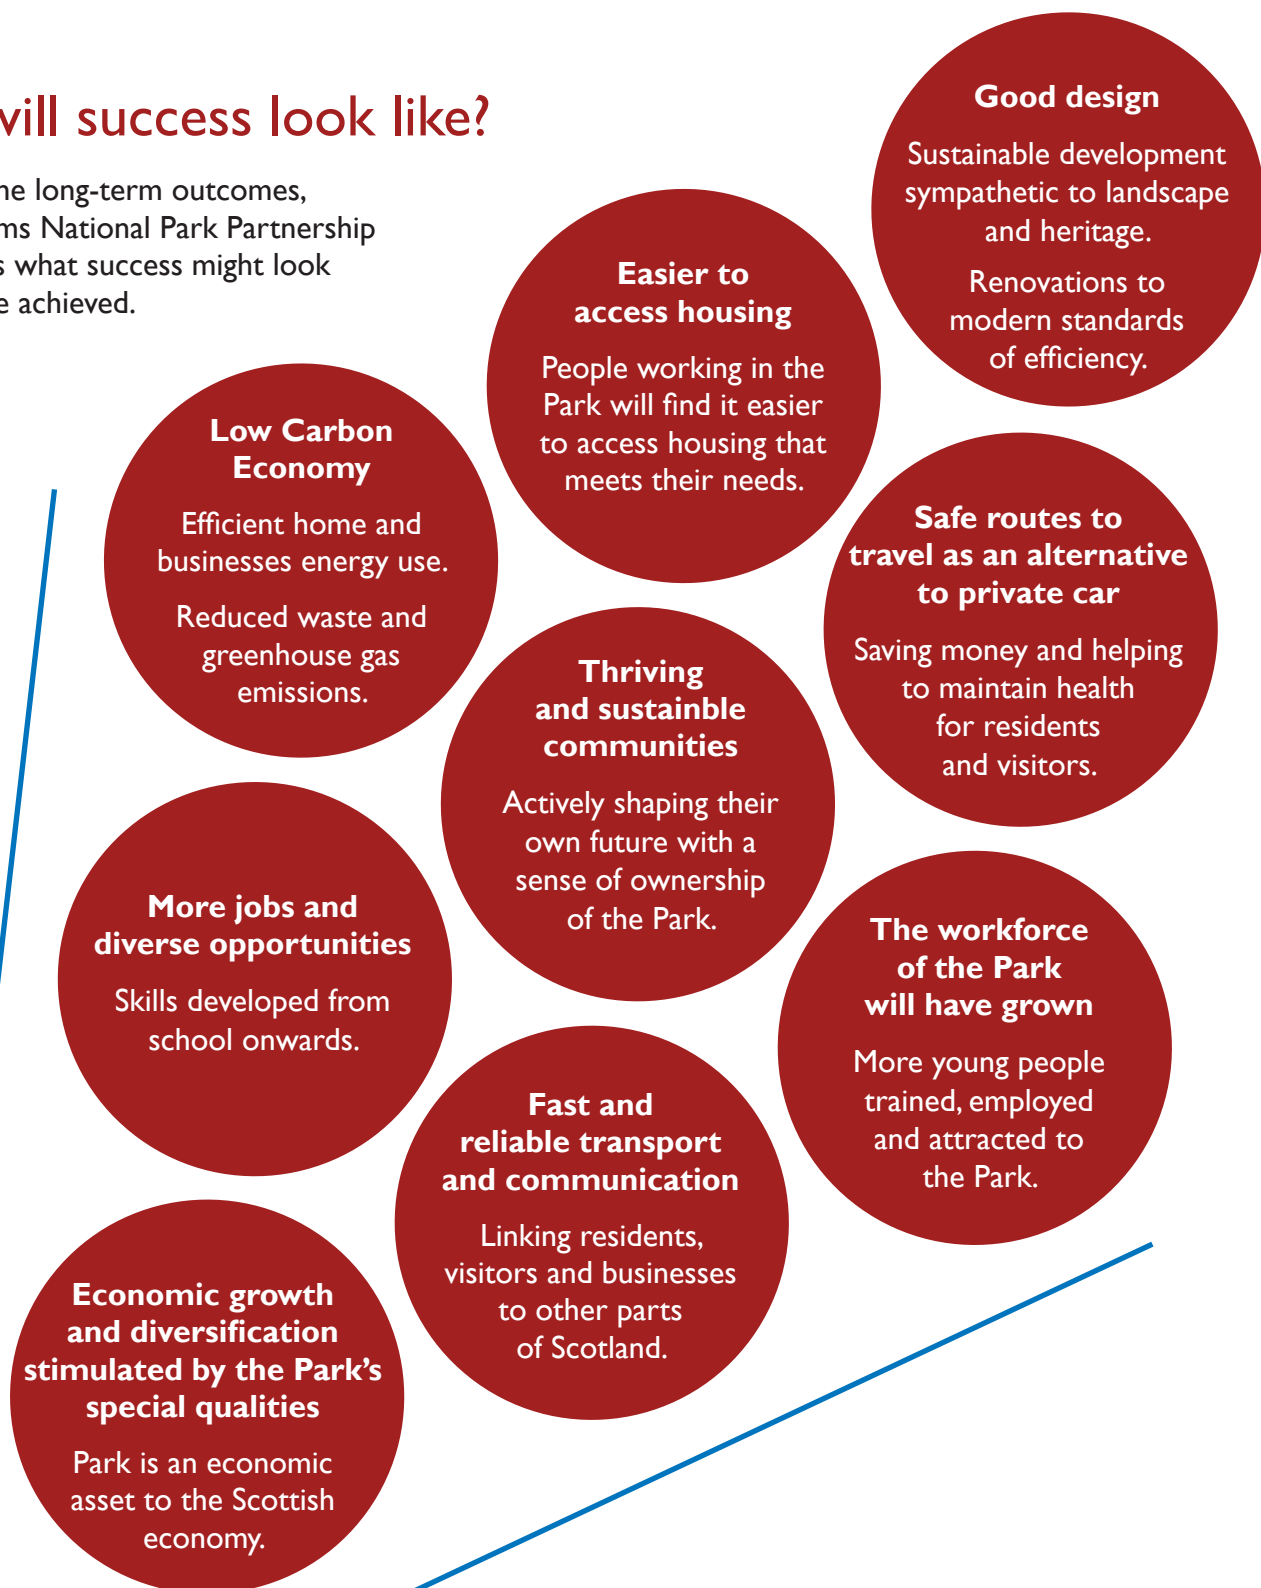 will success look like?
he long-term outcomes,
ms National Park Partnership
s what success might look
e achieved.
Good design
Sustainable development
sympathetic to landscape
and heritage.
Renovations to
modern standards
of efficiency.
Easier to
access housing
People working in the
Park will find it easier
to access housing that
meets their needs.
Low Carbon
Economy
Efficient home and
businesses energy use.
Reduced waste and
greenhouse gas
emissions.
Safe routes to
travel as an alternative
to private car
Saving money and helping
to maintain health
for residents
and visitors.
Thriving
and sustainble
communities
Actively shaping their
own future with a
sense of ownership
of the Park.
More jobs and
diverse opportunities
Skills developed from
school onwards.
The workforce
of the Park
will have grown
More young people
trained, employed
and attracted to
the Park.
Fast and
reliable transport
and communication
Linking residents,
visitors and businesses
to other parts
of Scotland.
Economic growth
and diversification
stimulated by the Park’s
special qualities
Park is an economic
asset to the Scottish
economy.